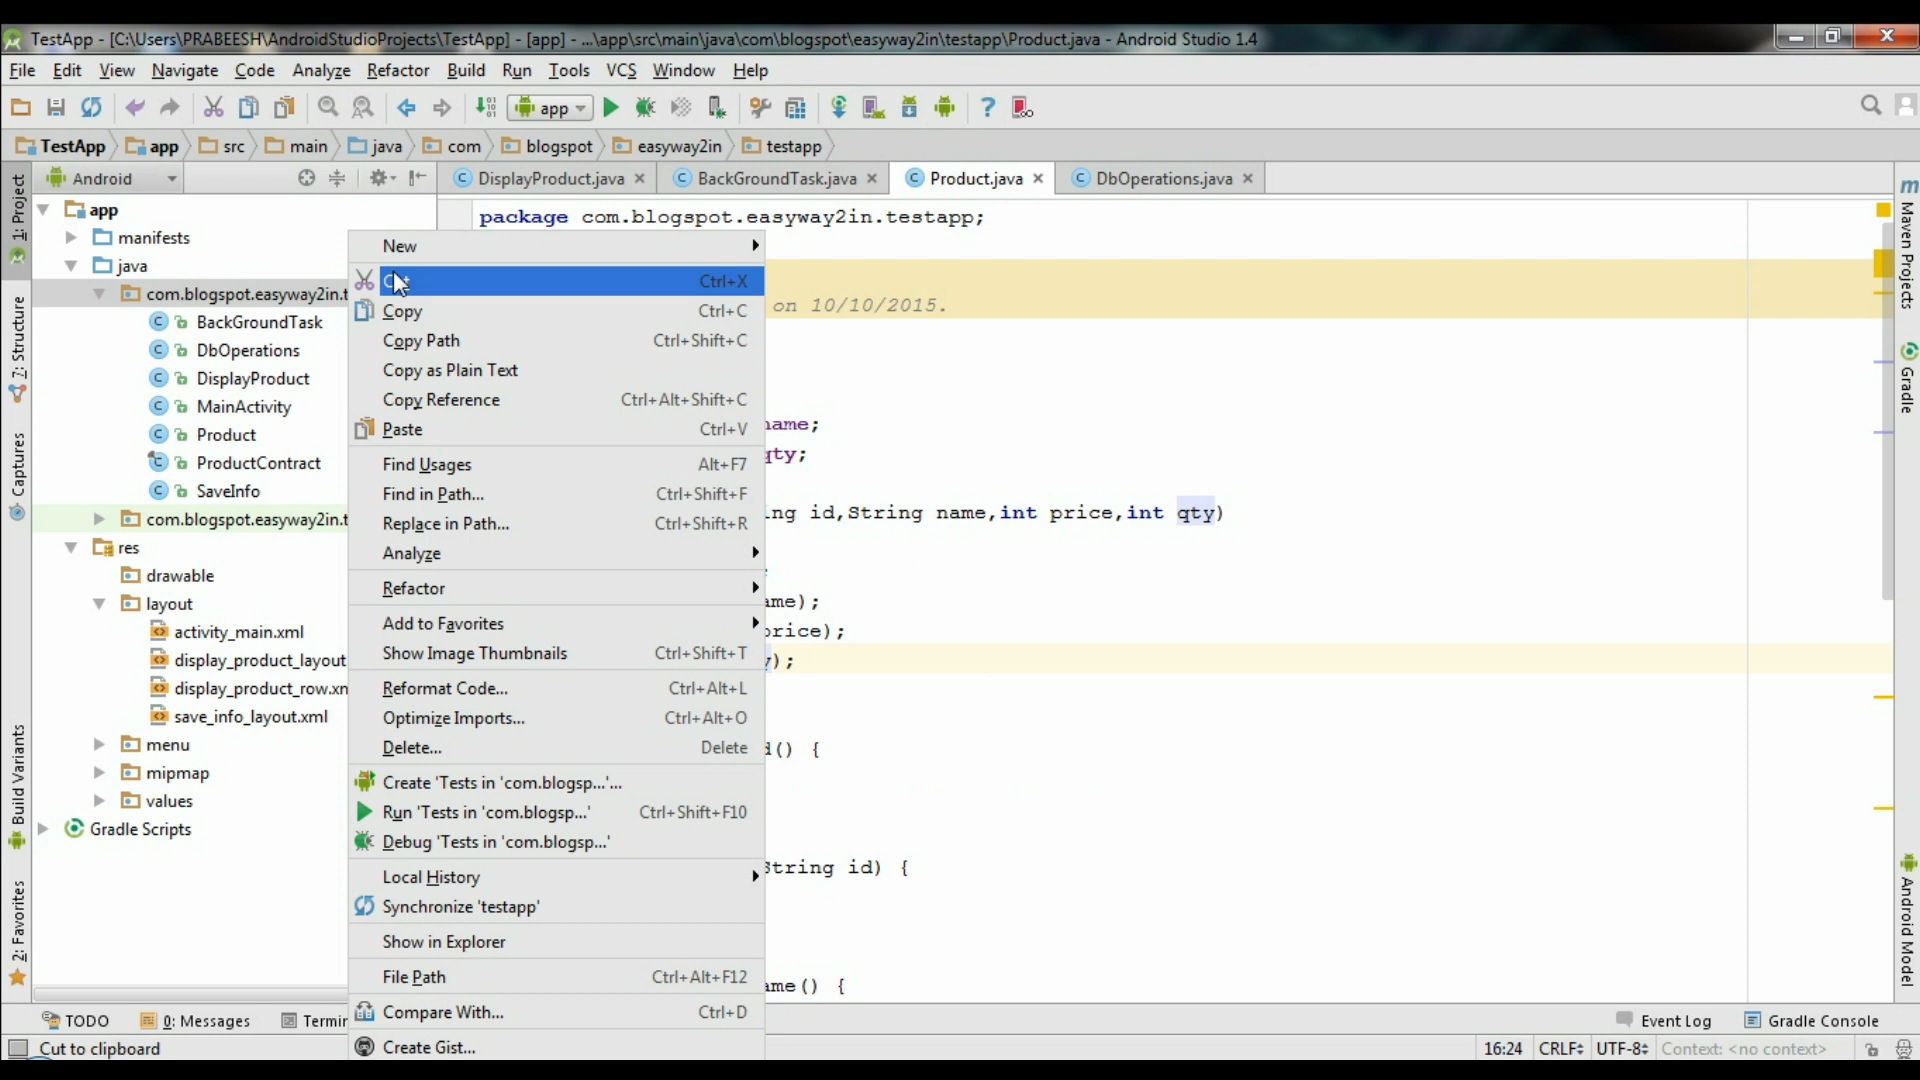 TestApp - [C:\Users\PRABEESH\AndroidStudioProjects\TestApp] - [app] - ...\app\src\main\java\com\blogspot\easyway2in\testapp\Product.java - Android Studio 1.4
File Edit View Navigate Code Analyze Refactor Build Run Tools VCS Window Help
app
TestApp app src main java com blogspot easyway2in testapp
Android DisplayProduct.java BackGroundTask.java Product.java DbOperations.java
1: Project
7: Structure
Captures
Build Variants
2: Favorites
app
manifests
java
com.blogspot.easyway2in.t
BackGroundTask
DbOperations
DisplayProduct
MainActivity
Product
ProductContract
SaveInfo
com.blogspot.easyway2in.t
res
drawable
layout
activity_main.xml
display_product_layout
display_product_row.xn
save_info_layout.xml
menu
mipmap
values
Gradle Scripts
New
Ctrl+X
Copy Ctrl+C
Copy Path Ctrl+Shift+C
Copy as Plain Text
Copy Reference Ctrl+Alt+Shift+C
Paste Ctrl+V
Find Usages Alt+F7
Find in Path... Ctrl+Shift+F
Replace in Path... Ctrl+Shift+R
Analyze
Refactor
Add to Favorites
Show Image Thumbnails Ctrl+Shift+T
Reformat Code... Ctrl+Alt+L
Optimize Imports... Ctrl+Alt+O
Delete... Delete
Create 'Tests in 'com.blogsp...'...
Run 'Tests in 'com.blogsp...' Ctrl+Shift+F10
Debug 'Tests in 'com.blogsp...'
Local History
Synchronize 'testapp'
Show in Explorer
File Path Ctrl+Alt+F12
Compare With... Ctrl+D
Create Gist...
package com.blogspot.easyway2in.testapp;
on 10/10/2015.
ame;
qty;
ng id,String name,int price,int qty)
ame);
price);
);
d() {
String id) {
ame() {
Maven Projects
Gradle
Android Model
TODO 0: Messages Termin Event Log Gradle Console
Cut to clipboard 16:24 CRLF UTF-8 Context: <no context>